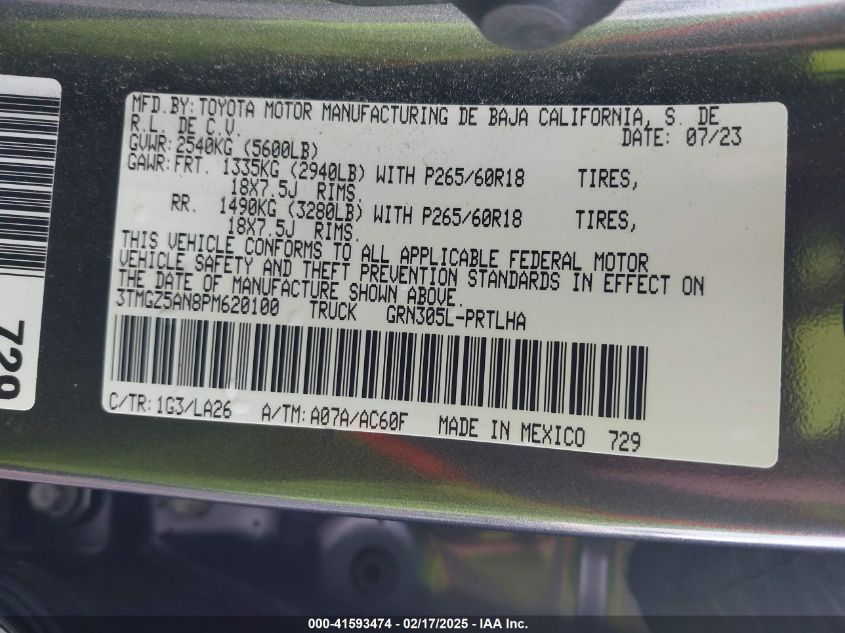 MFD.BY:TOYOTA MOTOR MANUFACTURING DE BAJA CALIFORNIA, S. DE
R.L. DE C.V. DATE: 07/23
GVWR:2540KG (5600LB)
GAWR:FRT. 1335KG (2940LB) WITH P265/60R18 TIRES,
18X7.5J RIMS.
RR. 1490KG (3280LB) WITH P265/60R18 TIRES,
18X7.5J RIMS.
THIS VEHICLE CONFORMS TO ALL APPLICABLE FEDERAL MOTOR
VEHICLE SAFETY AND THEFT PREVENTION STANDARDS IN EFFECT ON
THE DATE OF MANUFACTURE SHOWN ABOVE.
3TMGZ5AN8PM620100 TRUCK GRN305L-PRTLHA
C/TR:1G3/LA26 A/TM:A07A/AC60F MADE IN MEXICO 729
729
000-41593474 - 02/17/2025 - IAA Inc.